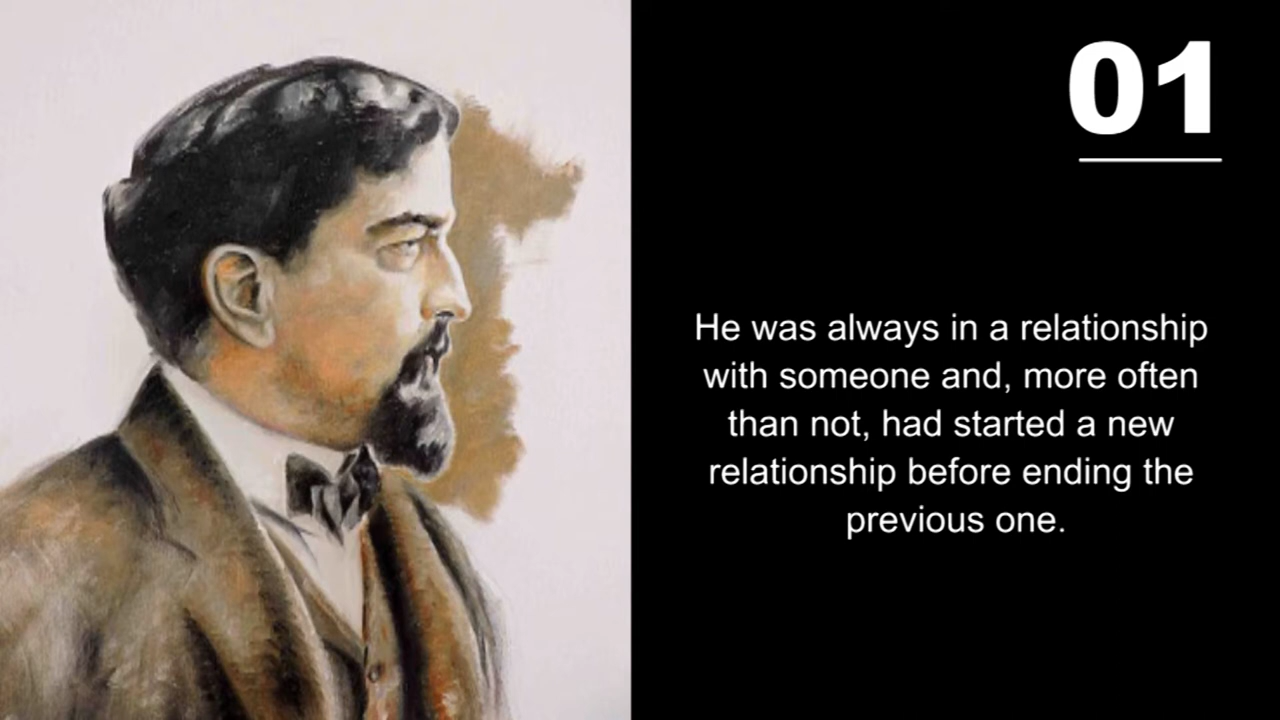 01
He was always in a relationship
with someone and, more often
than not, had started a new
relationship before ending the
previous one.